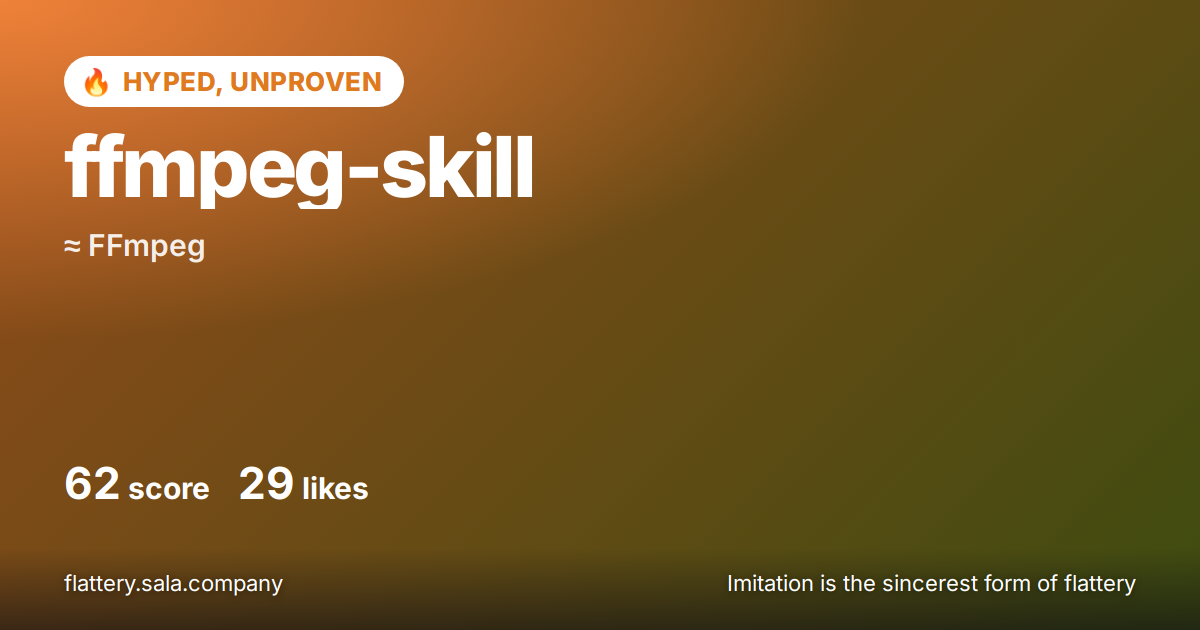 🔥 HYPED, UNPROVEN
ffmpeg-skill
≈ FFmpeg
62 score 29 likes
flattery.sala.company
Imitation is the sincerest form of flattery